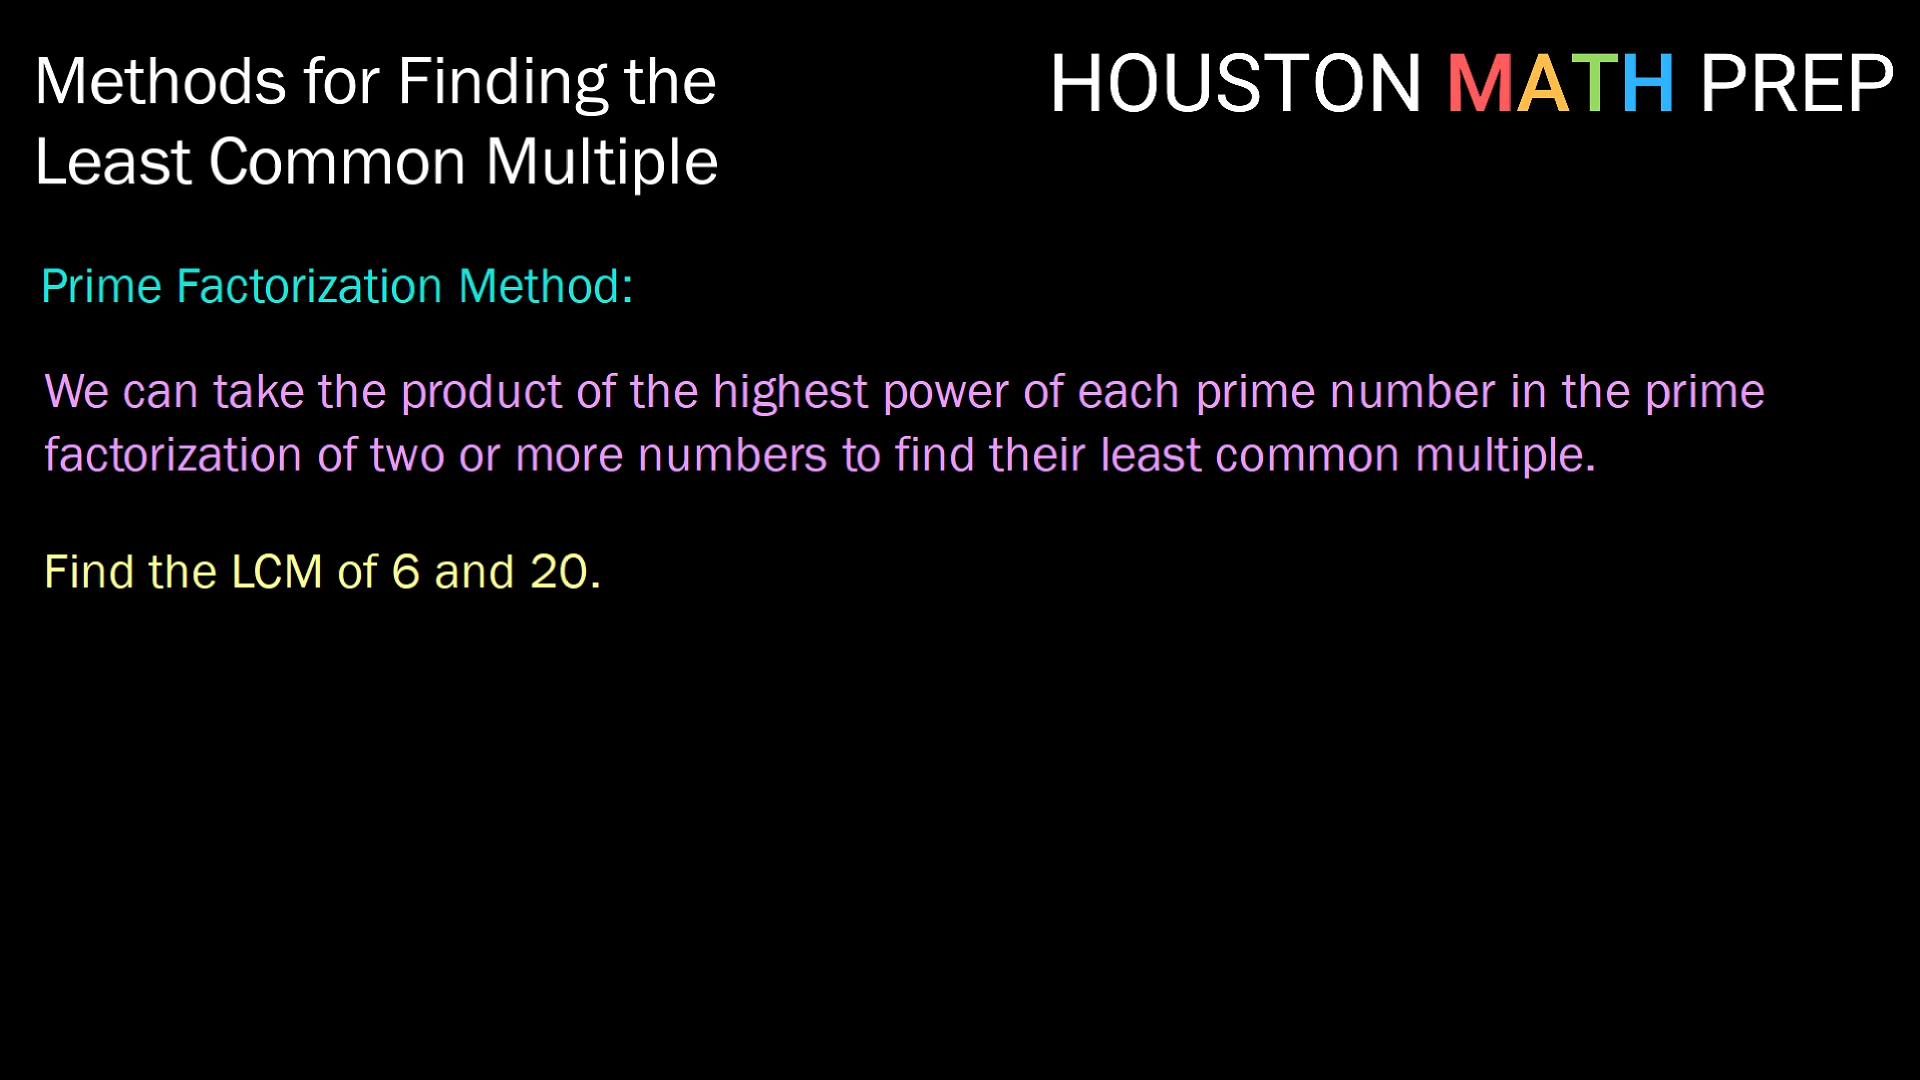 Methods for Finding the
Least Common Multiple
HOUSTON MATH PREP
Prime Factorization Method:
We can take the product of the highest power of each prime number in the prime
factorization of two or more numbers to find their least common multiple.
Find the LCM of 6 and 20.